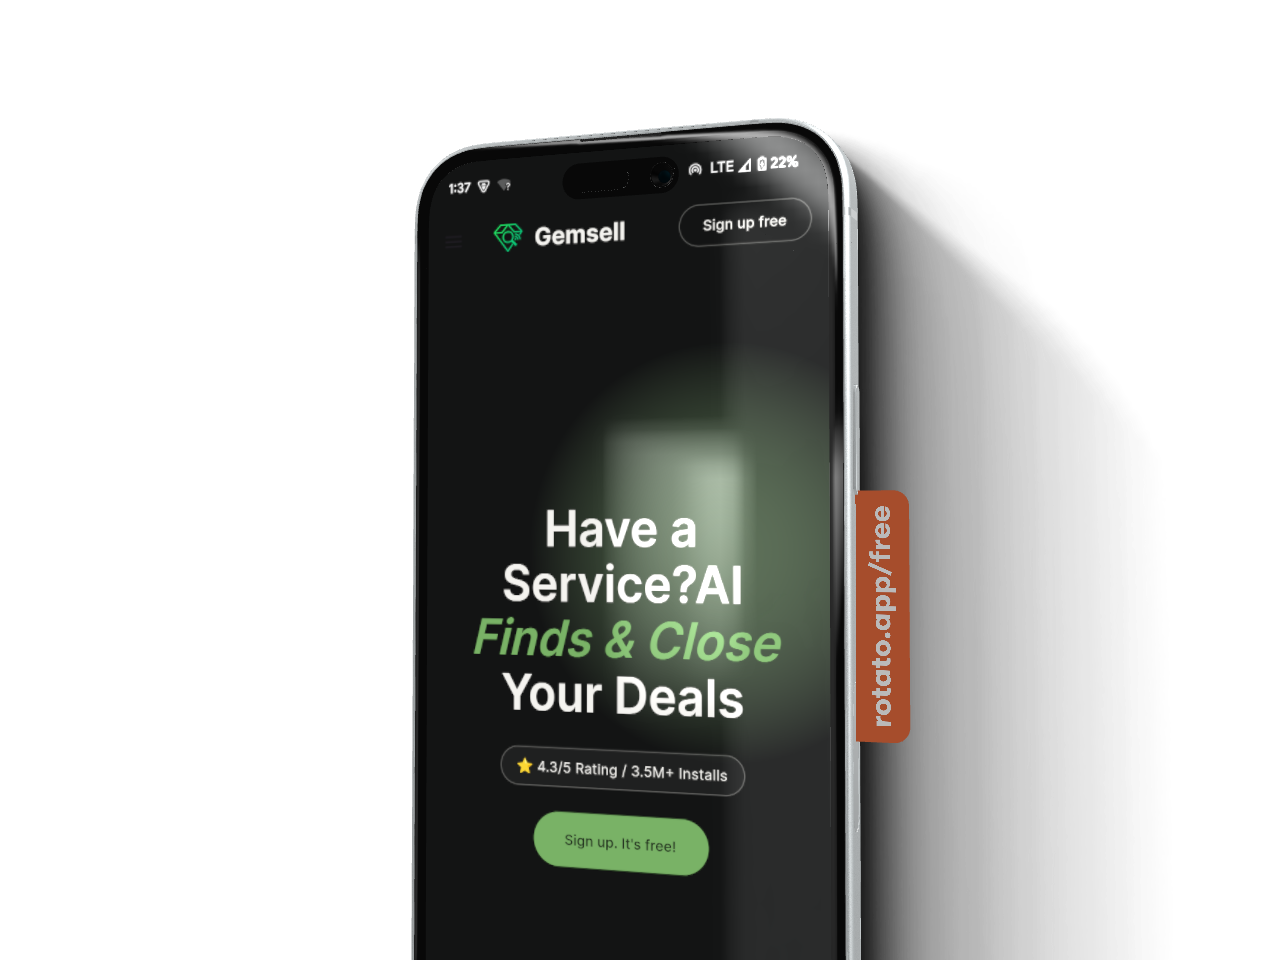 1:37
LTE 22%
Gemsell
Sign up free
Have a
Service?AI
Finds & Close
Your Deals
⭐ 4.3/5 Rating / 3.5M+ Installs
Sign up. It's free!
rotato.app/free